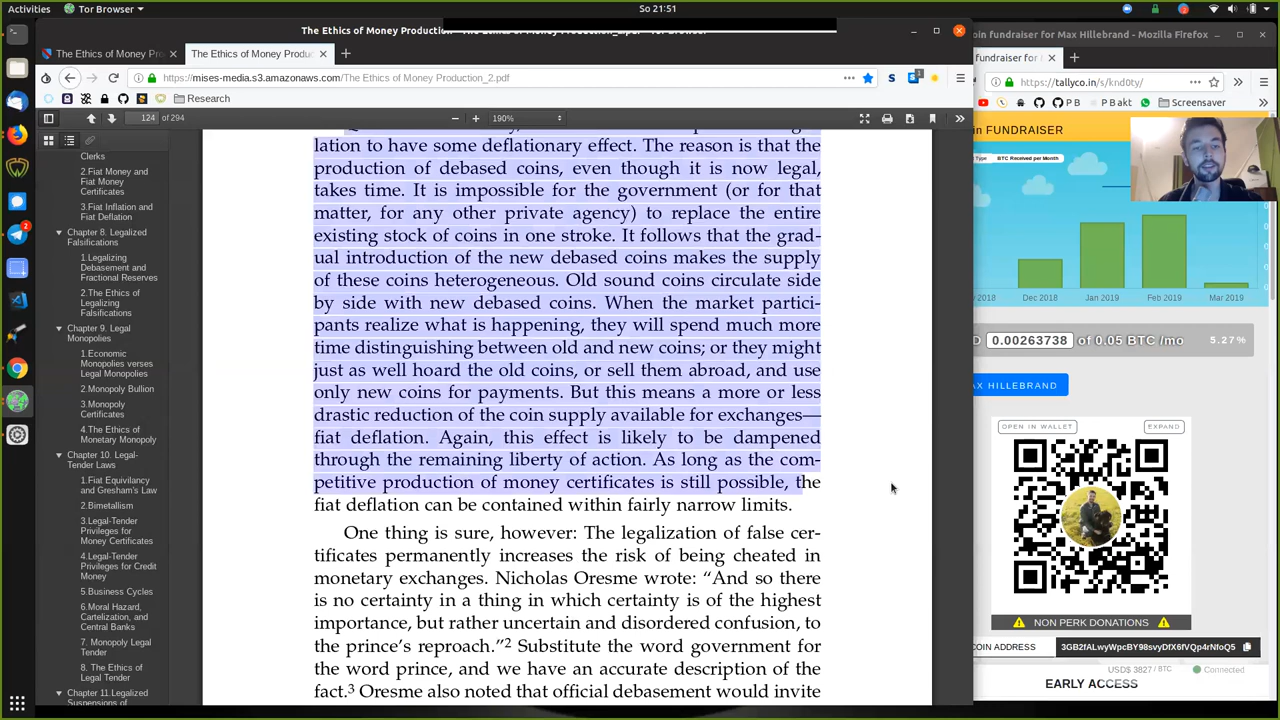 Activities
Tor Browser
So 21:51
The Ethics of Money Production
Tor Browser
The Ethics of Money Pro
The Ethics of Money Produc
https://mises-media.s3.amazonaws.com/The Ethics of Money Production_2.pdf
S
Research
124
of 294
190%
Clerks
2.Fiat Money and
Fiat Money
Certificates
3.Fiat Inflation and
Fiat Deflation
Chapter 8. Legalized
Falsifications
1.Legalizing
Debasement and
Fractional Reserves
2.The Ethics of
Legalizing
Falsifications
Chapter 9. Legal
Monopolies
1.Economic
Monopolies verses
Legal Monopolies
2.Monopoly Bullion
3.Monopoly
Certificates
4.The Ethics of
Monetary Monopoly
Chapter 10. Legal-
Tender Laws
1.Fiat Equivilancy
and Gresham's Law
2.Bimetallism
3.Legal-Tender
Privileges for
Money Certificates
4.Legal-Tender
Privileges for Credit
Money
5.Business Cycles
6.Moral Hazard,
Cartelization, and
Central Banks
7. Monopoly Legal
Tender
8. The Ethics of
Legal Tender
Chapter 11.Legalized
Suspensions of
lation to have some deflationary effect. The reason is that the
production of debased coins, even though it is now legal,
takes time. It is impossible for the government (or for that
matter, for any other private agency) to replace the entire
existing stock of coins in one stroke. It follows that the grad-
ual introduction of the new debased coins makes the supply
of these coins heterogeneous. Old sound coins circulate side
by side with new debased coins. When the market partici-
pants realize what is happening, they will spend much more
time distinguishing between old and new coins; or they might
just as well hoard the old coins, or sell them abroad, and use
only new coins for payments. But this means a more or less
drastic reduction of the coin supply available for exchanges—
fiat deflation. Again, this effect is likely to be dampened
through the remaining liberty of action. As long as the com-
petitive production of money certificates is still possible, the
fiat deflation can be contained within fairly narrow limits.
One thing is sure, however: The legalization of false cer-
tificates permanently increases the risk of being cheated in
monetary exchanges. Nicholas Oresme wrote: “And so there
is no certainty in a thing in which certainty is of the highest
importance, but rather uncertain and disordered confusion, to
the prince’s reproach.”2 Substitute the word government for
the word prince, and we have an accurate description of the
fact.3 Oresme also noted that official debasement would invite
oin fundraiser for Max Hillebrand - Mozilla Firefox
undraiser for
https://tallyco.in/s/knd0ty/
P B
P B akt
Screensaver
in FUNDRAISER
BTC Received per Month
v 2018
Dec 2018
Jan 2019
Feb 2019
Mar 2019
0.00263738 of 0.05 BTC /mo
5.27%
AX HILLEBRAND
OPEN IN WALLET
EXPAND
NON PERK DONATIONS
COIN ADDRESS
3GB2fALwyWpcBY98svyDfX6fVQp4rNfoQ5
USD$ 3827 / BTC
Connected
EARLY ACCESS